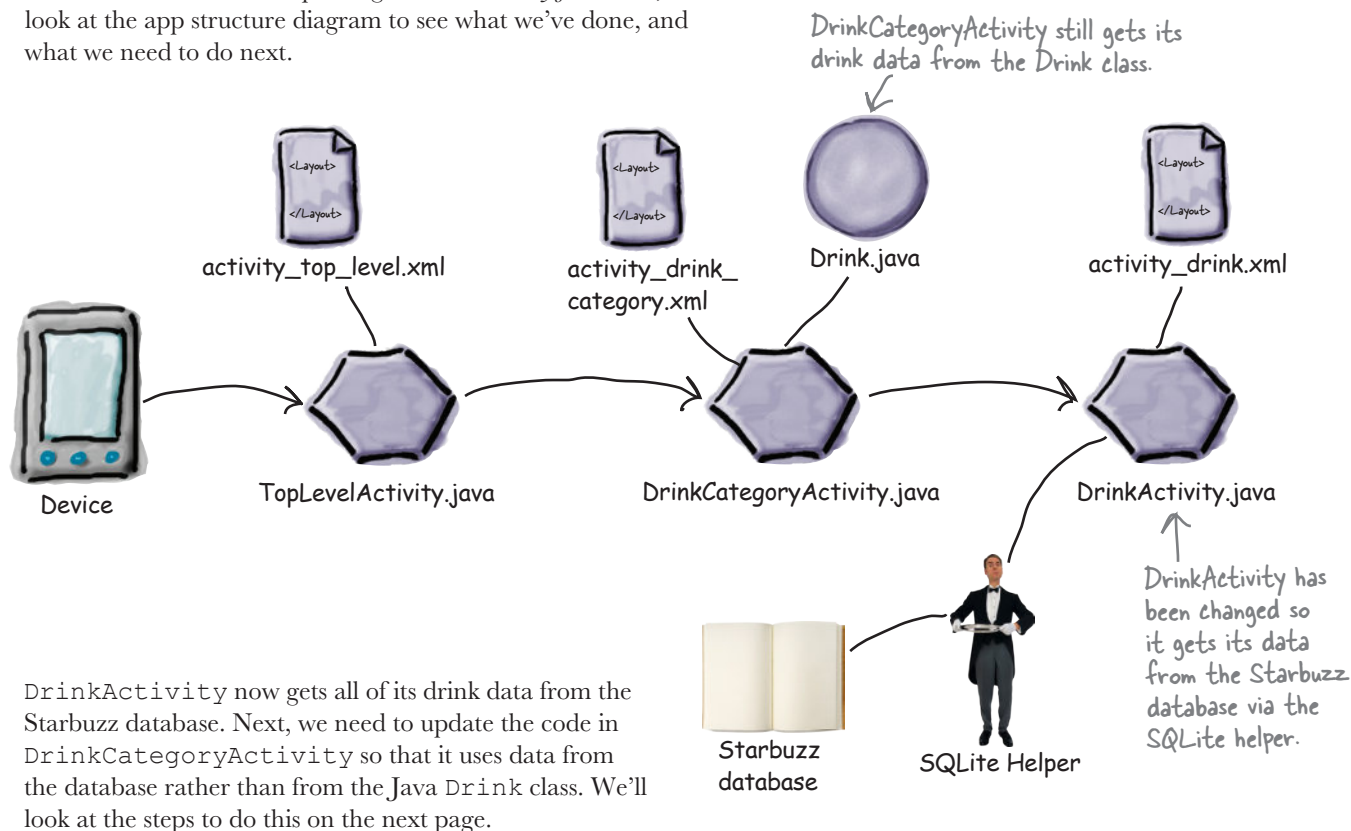 look at the app structure diagram to see what we've done, and
what we need to do next.
DrinkCategoryActivity still gets its
drink data from the Drink class.
<Layout>
</Layout>
activity_top_level.xml
<Layout>
</Layout>
activity_drink_
category.xml
Drink.java
<Layout>
</Layout>
activity_drink.xml
Device
TopLevelActivity.java
DrinkCategoryActivity.java
DrinkActivity.java
DrinkActivity has
been changed so
it gets its data
from the Starbuzz
database via the
SQLite helper.
Starbuzz
database
SQLite Helper
DrinkActivity now gets all of its drink data from the
Starbuzz database. Next, we need to update the code in
DrinkCategoryActivity so that it uses data from
the database rather than from the Java Drink class. We'll
look at the steps to do this on the next page.